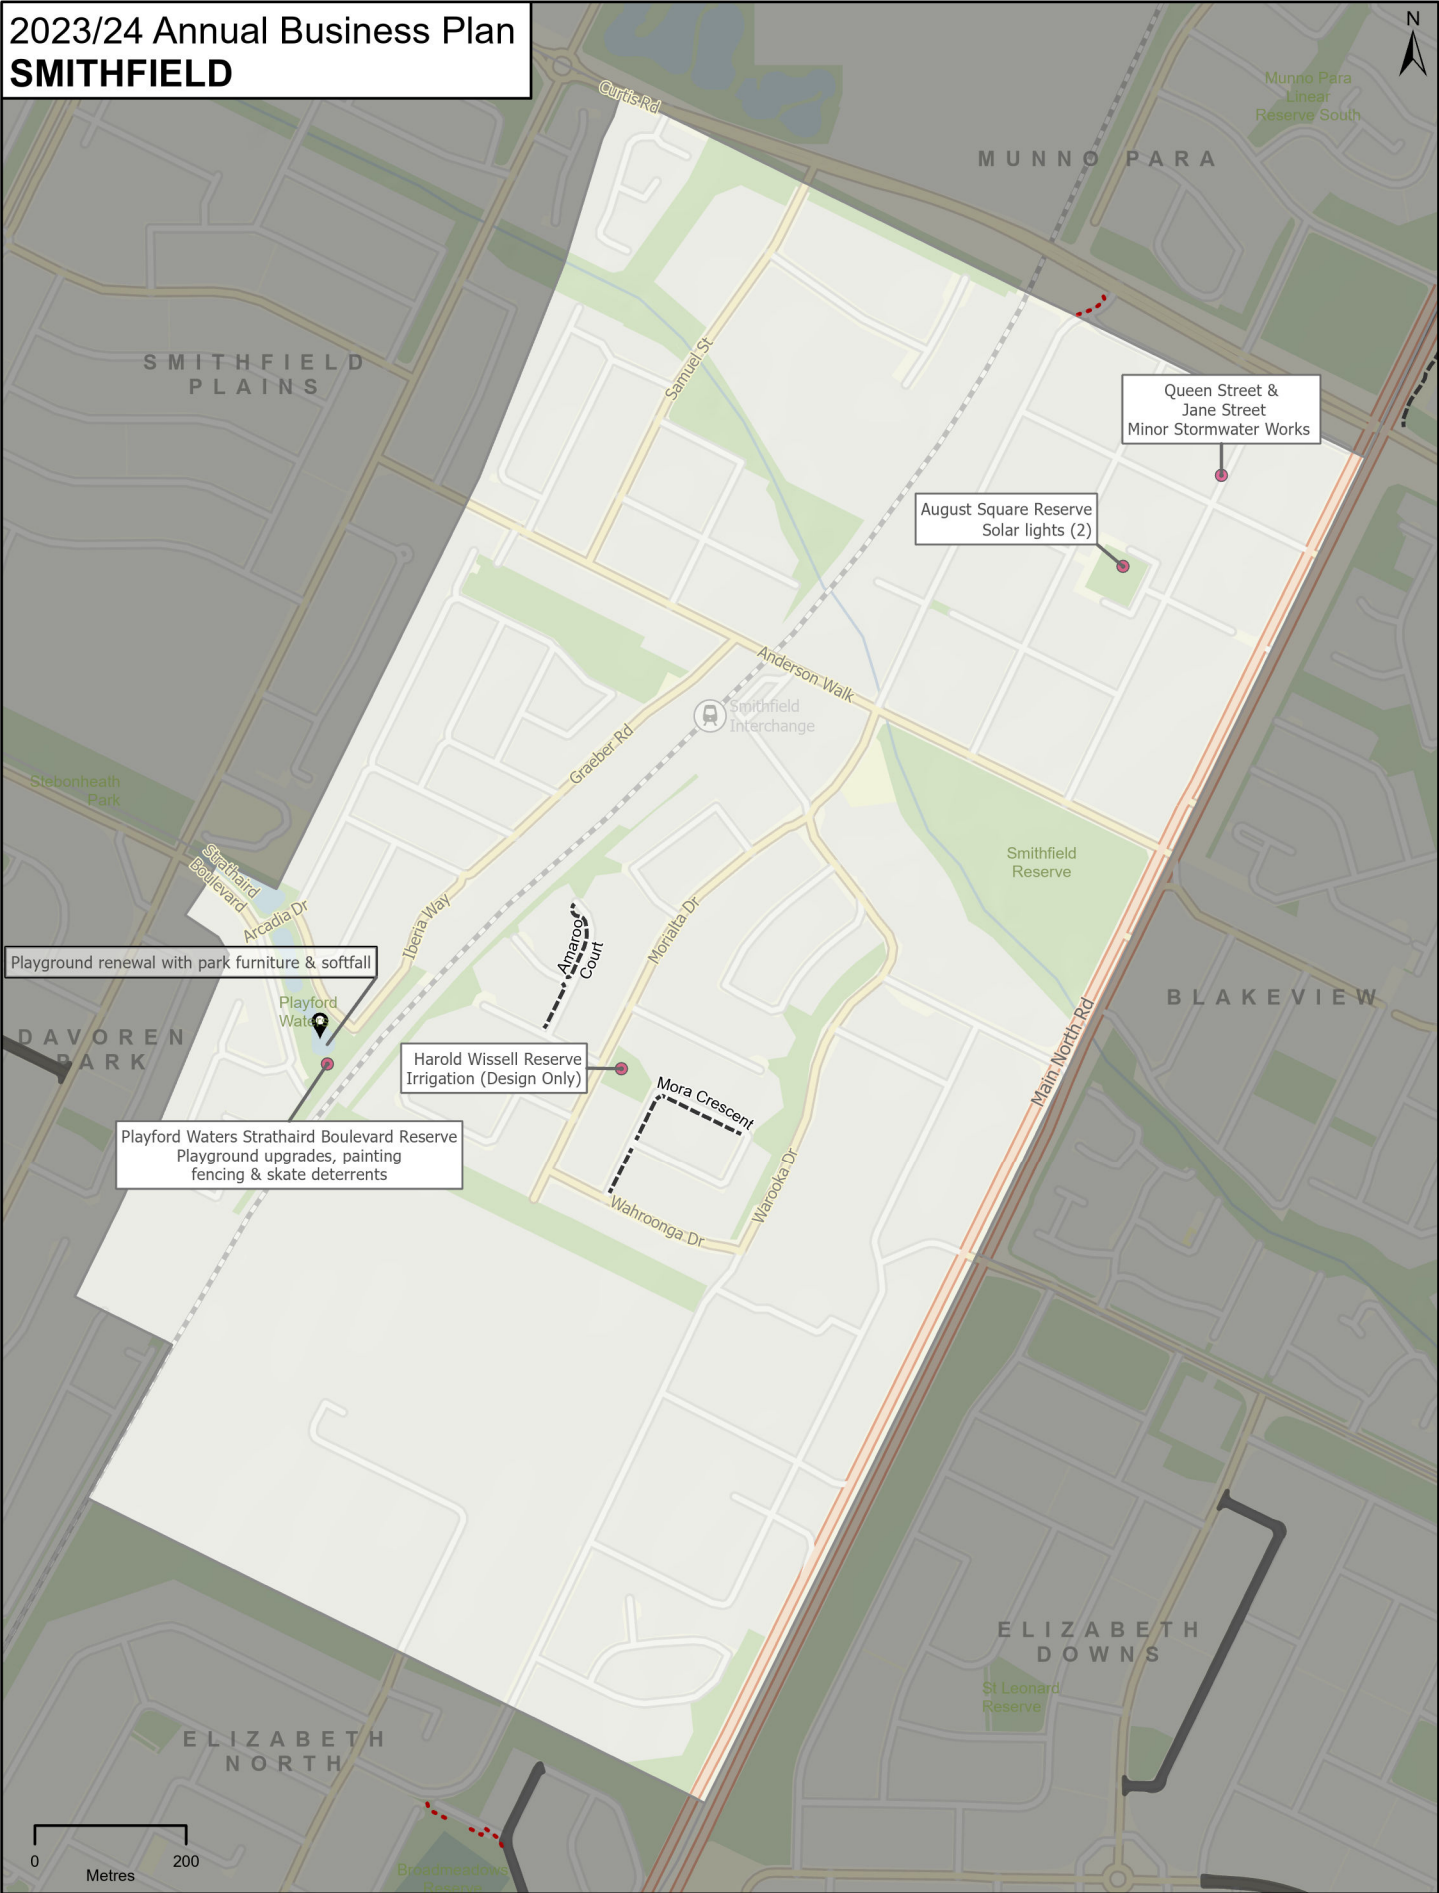 2023/24 Annual Business Plan
SMITHFIELD
N
Curtis Rd
Munno Para
Linear
Reserve South
MUNNO PARA
SMITHFIELD
PLAINS
Samuel St
Queen Street &
Jane Street
Minor Stormwater Works
August Square Reserve
Solar lights (2)
Anderson Walk
Smithfield
Interchange
Graeber Rd
Stebonheath
Park
Smithfield
Reserve
Strathaird
Boulevard
Arcadia Dr
Iberia Way
Morialta Dr
Amaroo
Court
Playground renewal with park furniture & softfall
Playford
BLAKEVIEW
DAVOREN
PARK
Main North Rd
Harold Wissell Reserve
Irrigation (Design Only)
Mora Crescent
Playford Waters Strathaird Boulevard Reserve
Playground upgrades, painting
fencing & skate deterrents
Warooka Dr
Wahroonga Dr
ELIZABETH
DOWNS
St Leonard
Reserve
ELIZABETH
NORTH
0
200
Metres